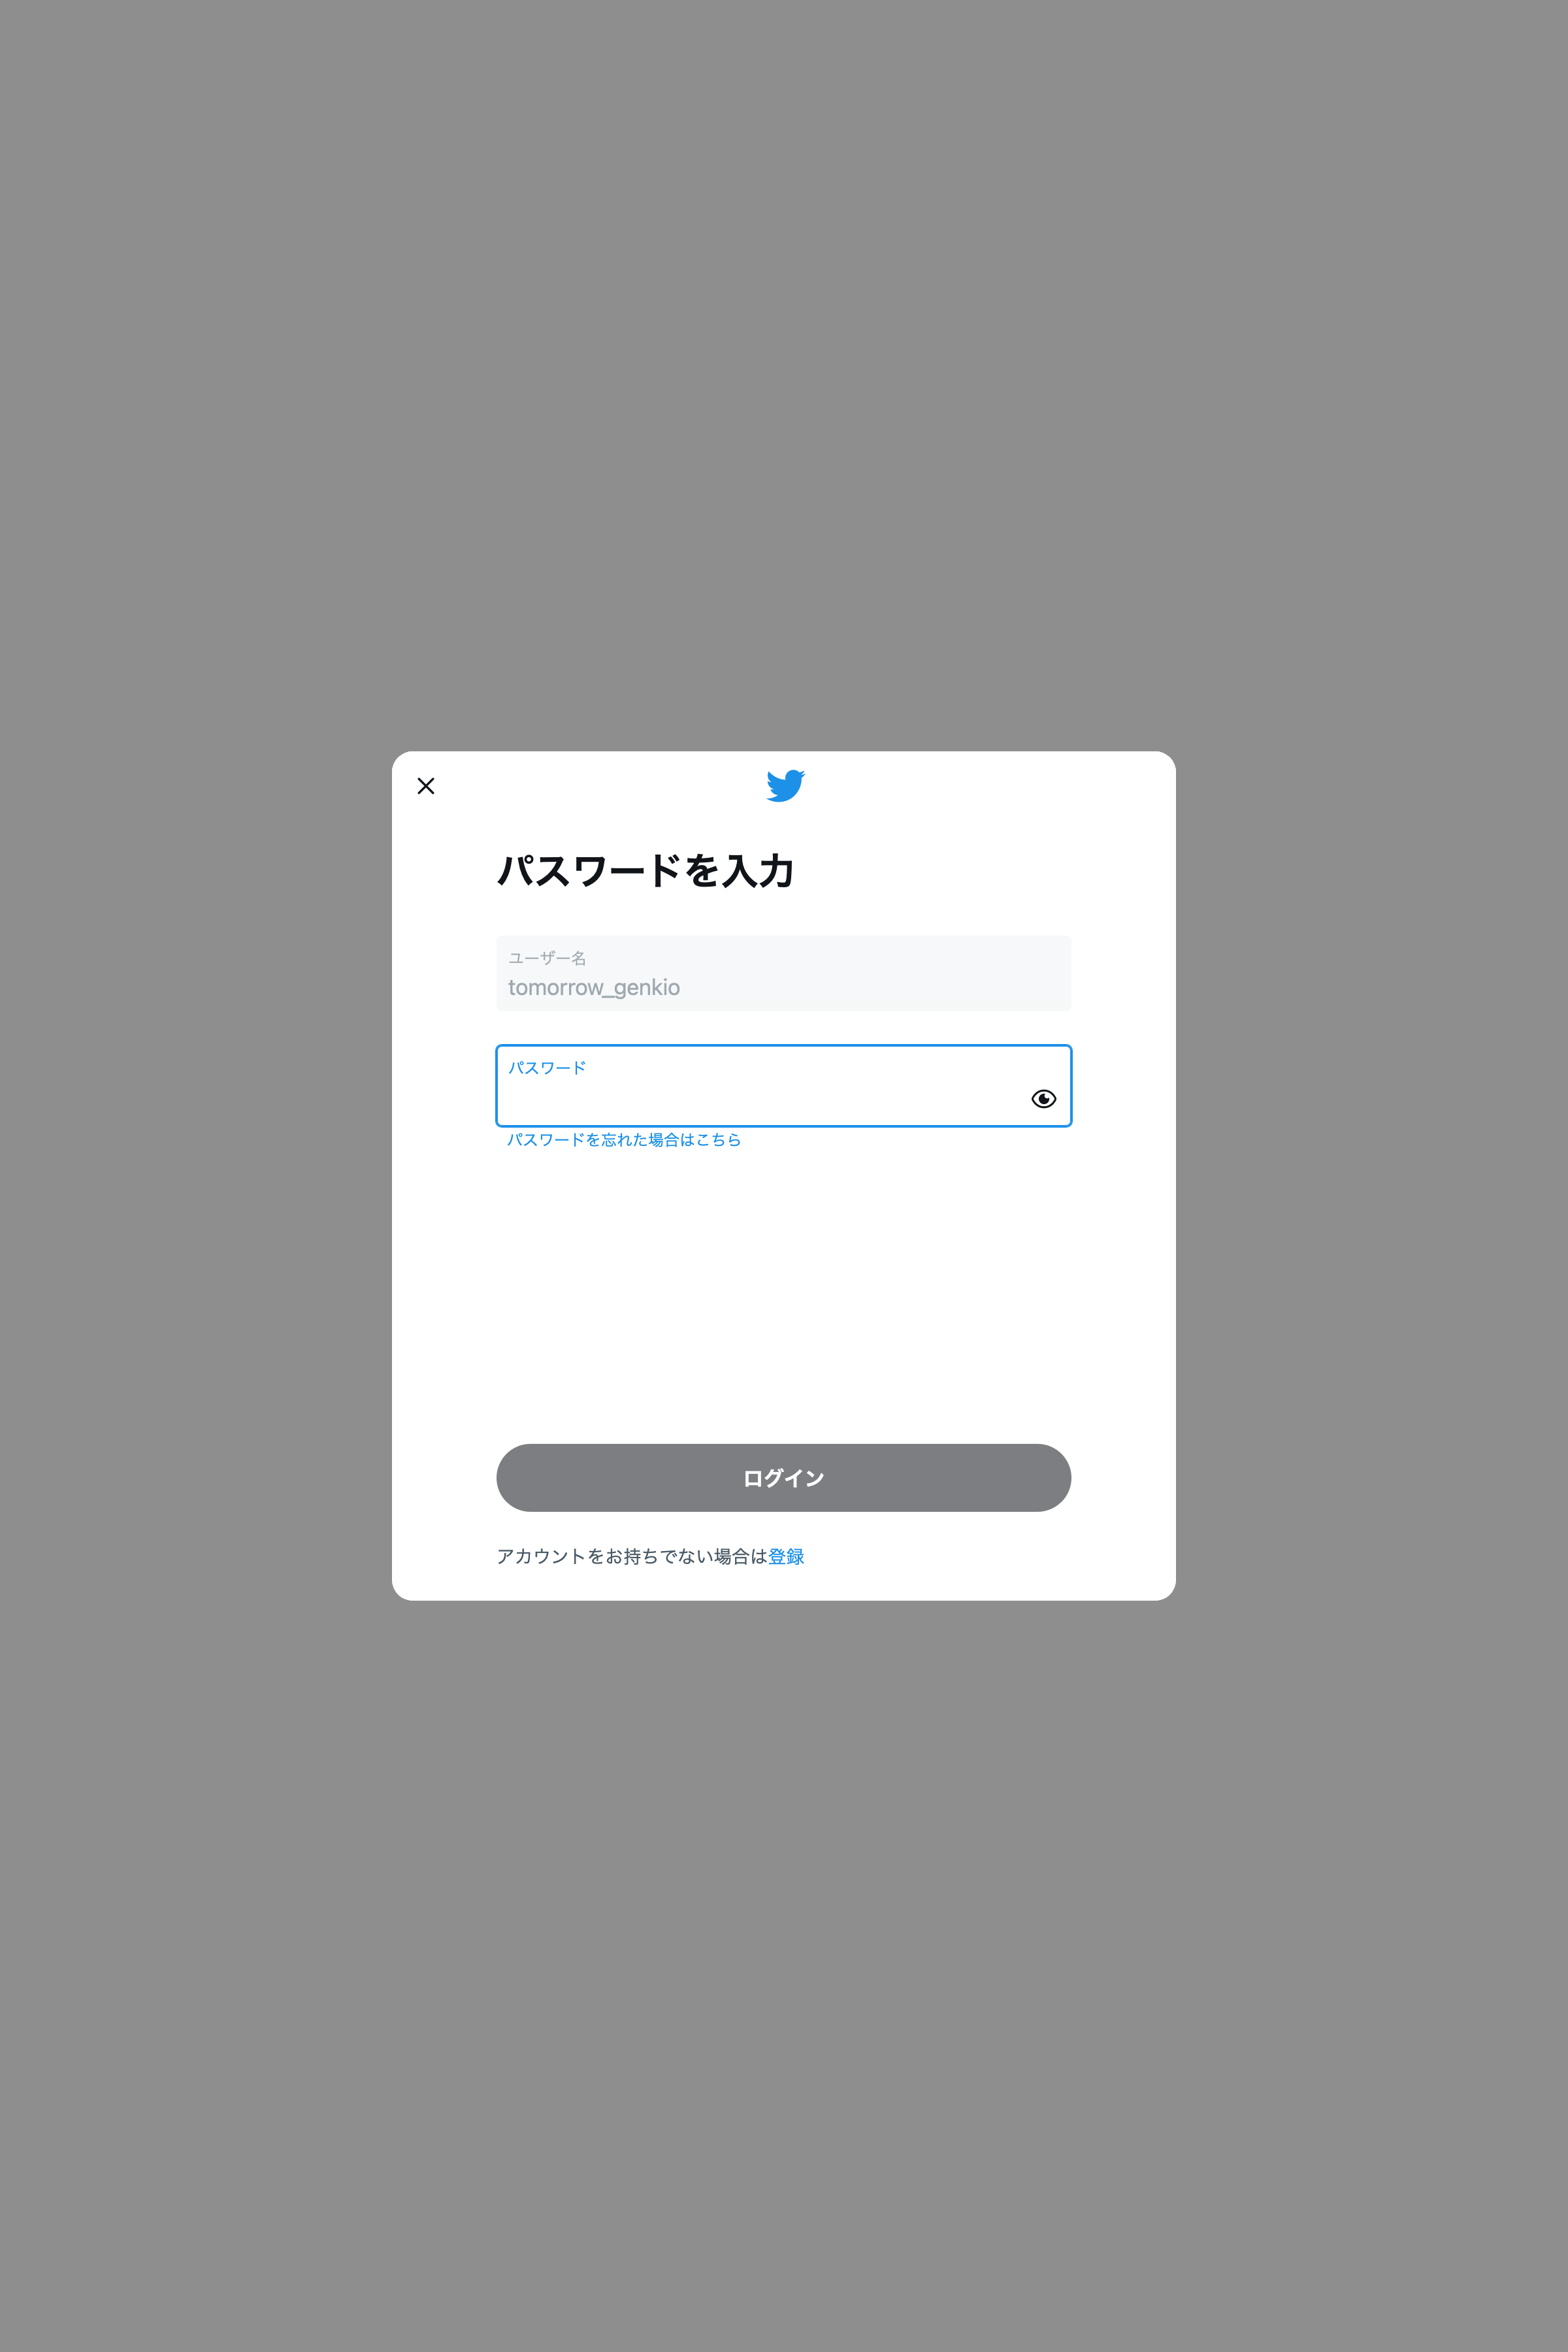 パスワードを入力
ユーザー名
tomorrow_genkio
パスワード
パスワードを忘れた場合はこちら
ログイン
アカウントをお持ちでない場合は登録